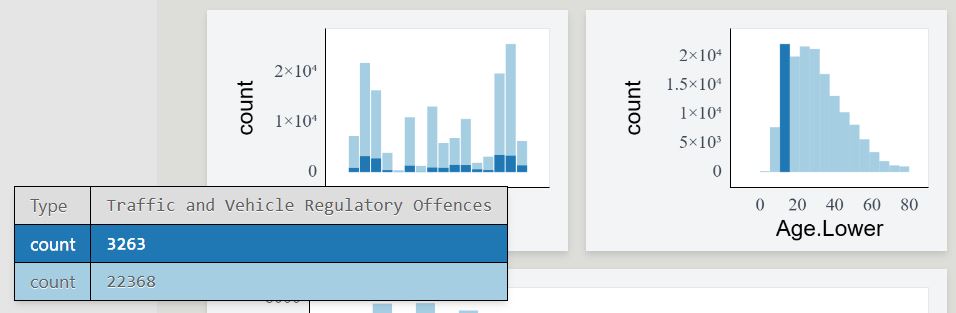 count
2×10⁴
1×10⁴
0
count
2×10⁴
1.5×10⁴
1×10⁴
5×10³
0
0 20 40 60 80
Age.Lower
Type Traffic and Vehicle Regulatory Offences
count 3263
count 22368